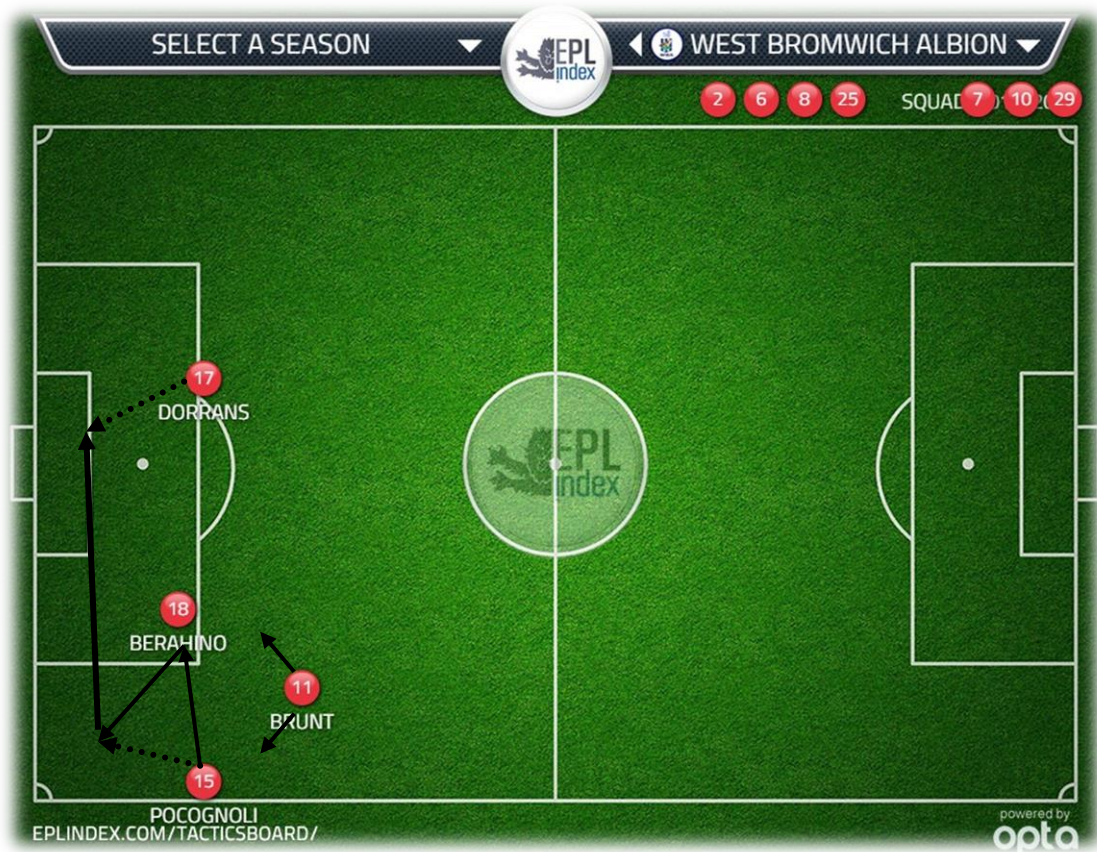 SELECT A SEASON
EPL
index
WEST BROMWICH ALBION
2 6 8 25
SQUAD
7 10 29
17
DORRANS
EPL
index
18
BERAHINO
11
BRUNT
15
POCOGNOLI
EPLINDEX.COM/TACTICSBOARD/
powered by
opta